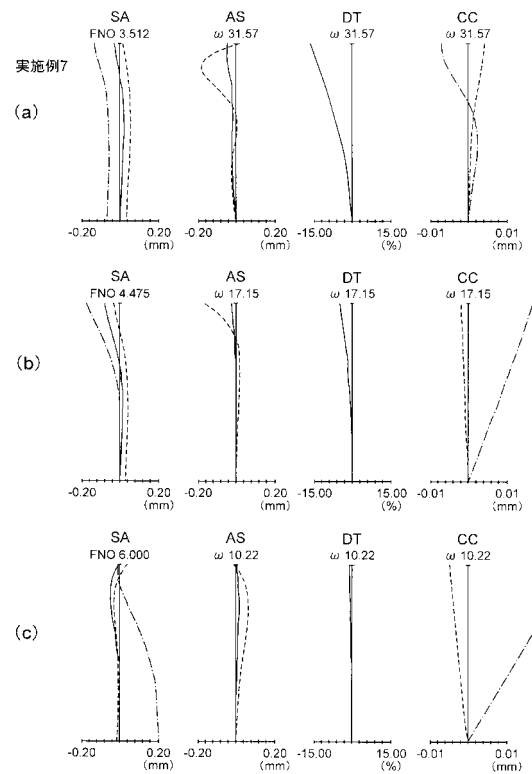 SA AS DT CC
FNO 3.512 ω 31.57 ω 31.57 ω 31.57
実施例7
(a)
-0.20 0.20 -0.20 0.20 -15.00 15.00 -0.01 0.01
(mm) (mm) (%) (mm)
SA AS DT CC
FNO 4.475 ω 17.15 ω 17.15 ω 17.15
(b)
-0.20 0.20 -0.20 0.20 -15.00 15.00 -0.01 0.01
(mm) (mm) (%) (mm)
SA AS DT CC
FNO 6.000 ω 10.22 ω 10.22 ω 10.22
(c)
-0.20 0.20 -0.20 0.20 -15.00 15.00 -0.01 0.01
(mm) (mm) (%) (mm)